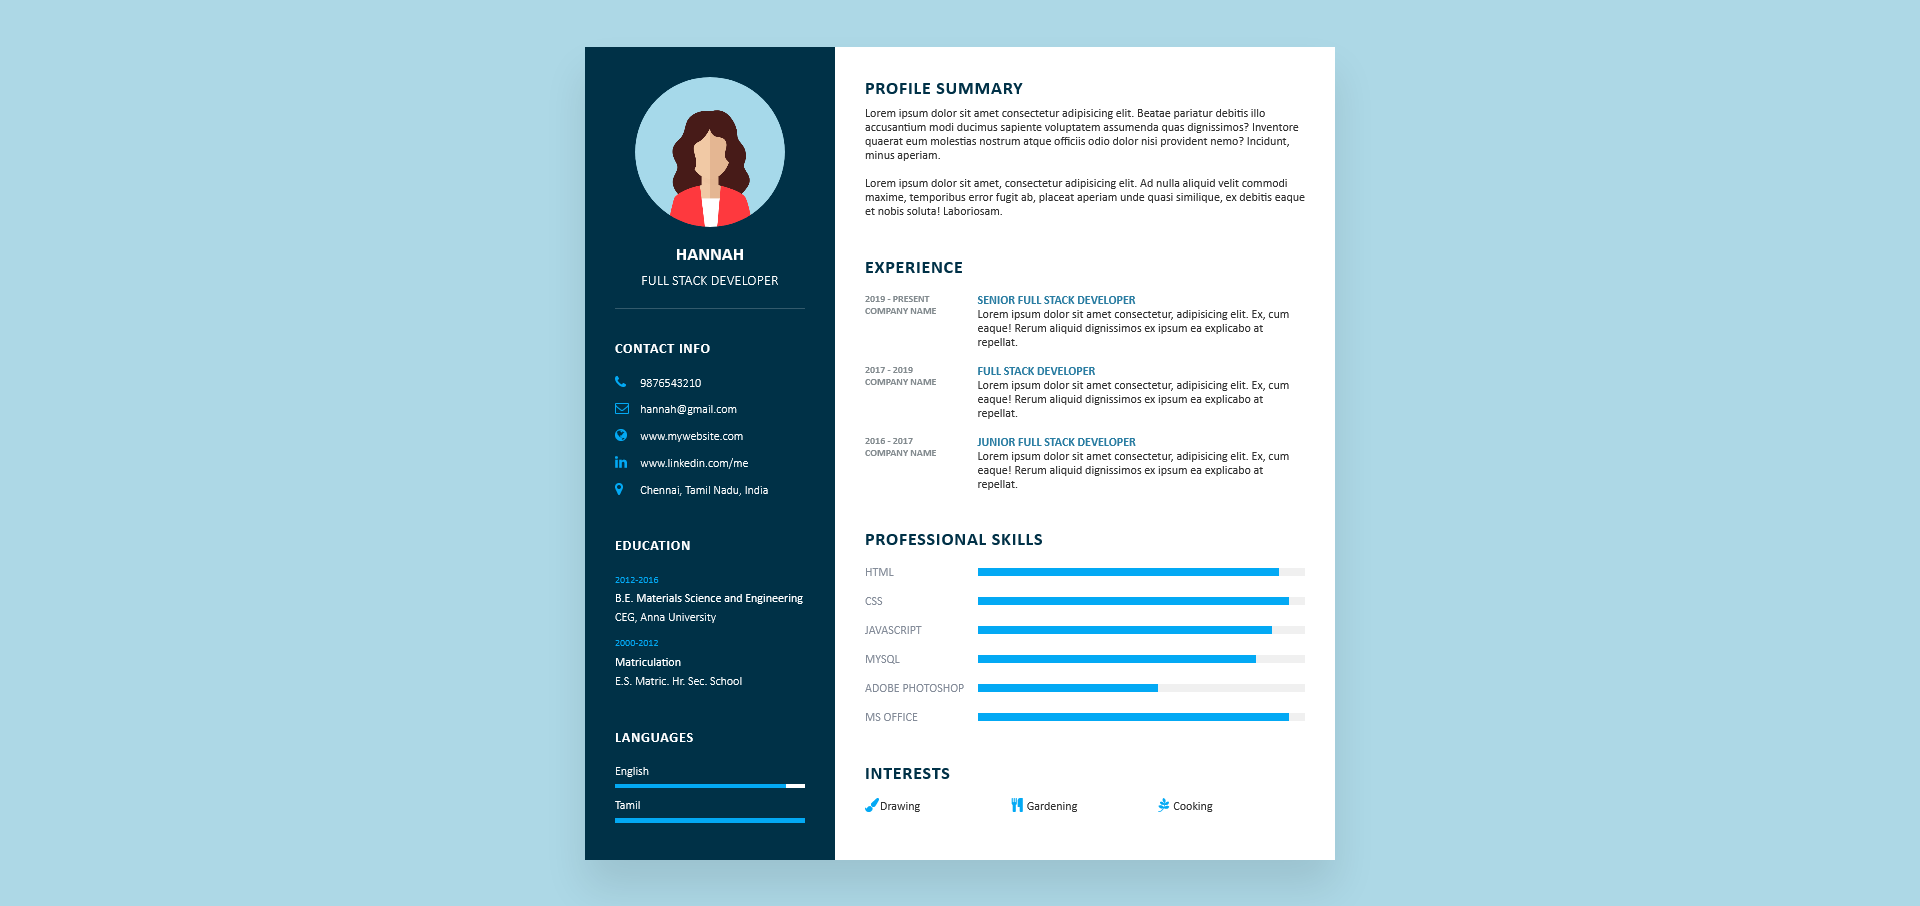 HANNAH
FULL STACK DEVELOPER
CONTACT INFO
9876543210
hannah@gmail.com
www.mywebsite.com
www.linkedin.com/me
Chennai, Tamil Nadu, India
EDUCATION
2012-2016
B.E. Materials Science and Engineering
CEG, Anna University
2000-2012
Matriculation
E.S. Matric. Hr. Sec. School
LANGUAGES
English
Tamil
PROFILE SUMMARY
Lorem ipsum dolor sit amet consectetur adipisicing elit. Beatae pariatur debitis illo
accusantium modi ducimus sapiente voluptatem assumenda quas dignissimos? Inventore
quaerat eum molestias nostrum atque officiis odio dolor nisi provident nemo? Incidunt,
minus aperiam.
Lorem ipsum dolor sit amet, consectetur adipisicing elit. Ad nulla aliquid velit commodi
maxime, temporibus error fugit ab, placeat aperiam unde quasi similique, ex debitis eaque
et nobis soluta! Laboriosam.
EXPERIENCE
2019 - PRESENT
COMPANY NAME
SENIOR FULL STACK DEVELOPER
Lorem ipsum dolor sit amet consectetur, adipisicing elit. Ex, cum
eaque! Rerum aliquid dignissimos ex ipsum ea explicabo at
repellat.
2017 - 2019
COMPANY NAME
FULL STACK DEVELOPER
Lorem ipsum dolor sit amet consectetur, adipisicing elit. Ex, cum
eaque! Rerum aliquid dignissimos ex ipsum ea explicabo at
repellat.
2016 - 2017
COMPANY NAME
JUNIOR FULL STACK DEVELOPER
Lorem ipsum dolor sit amet consectetur, adipisicing elit. Ex, cum
eaque! Rerum aliquid dignissimos ex ipsum ea explicabo at
repellat.
PROFESSIONAL SKILLS
HTML
CSS
JAVASCRIPT
MYSQL
ADOBE PHOTOSHOP
MS OFFICE
INTERESTS
Drawing
Gardening
Cooking